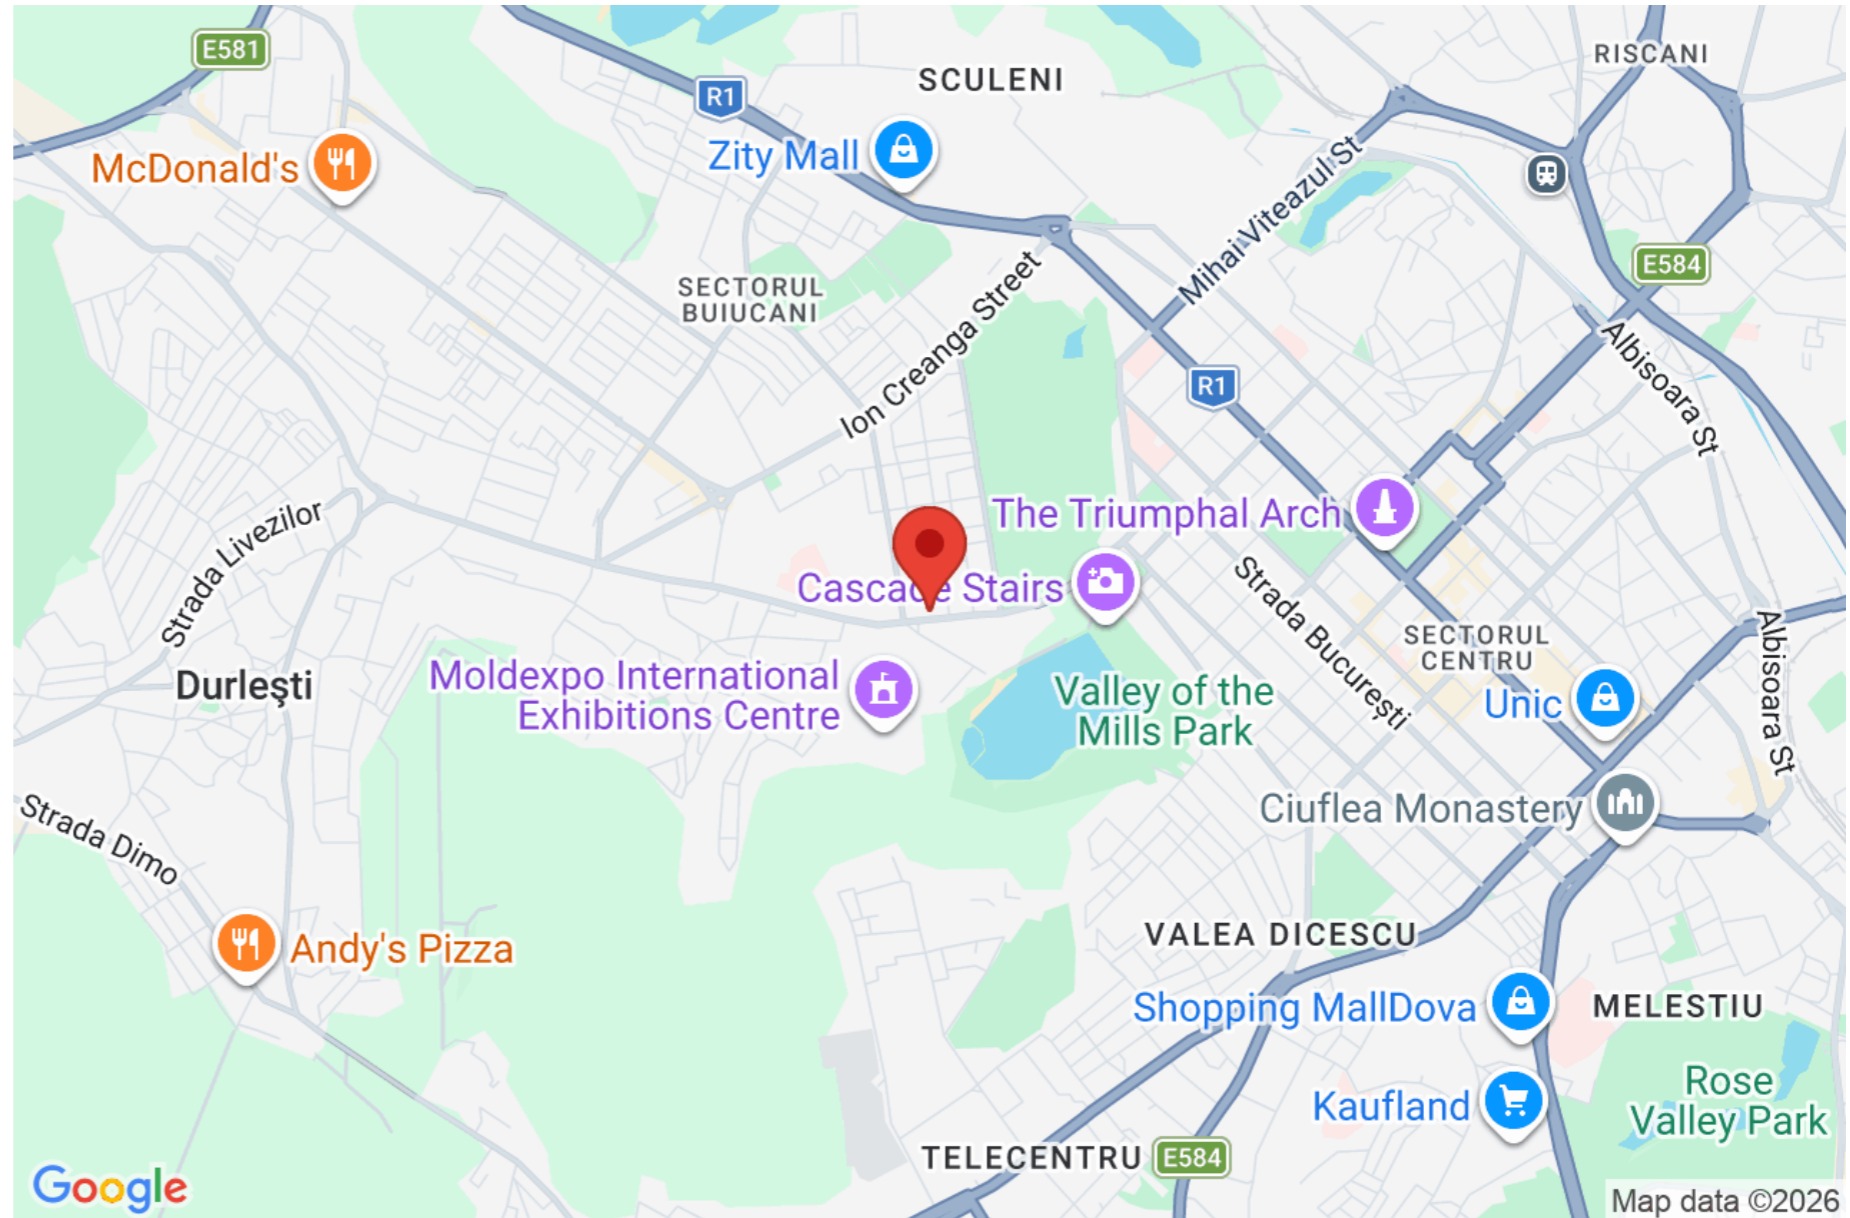 E581
RISCANI
SCULENI
R1
Zity Mall
McDonald's
Mihai Viteazul St
E584
SECTORUL
BUIUCANI
Ion Creanga Street
Albisoara St
R1
Strada Livezilor
The Triumphal Arch
Cascade Stairs
Strada București
SECTORUL
CENTRU
Albisoara St
Durleşti
Moldexpo International
Exhibitions Centre
Valley of the
Mills Park
Unic
Strada Dimo
Ciuflea Monastery
Andy's Pizza
VALEA DICESCU
Shopping MallDova
MELESTIU
Rose
Valley Park
Kaufland
TELECENTRU
E584
Google
Map data ©2026